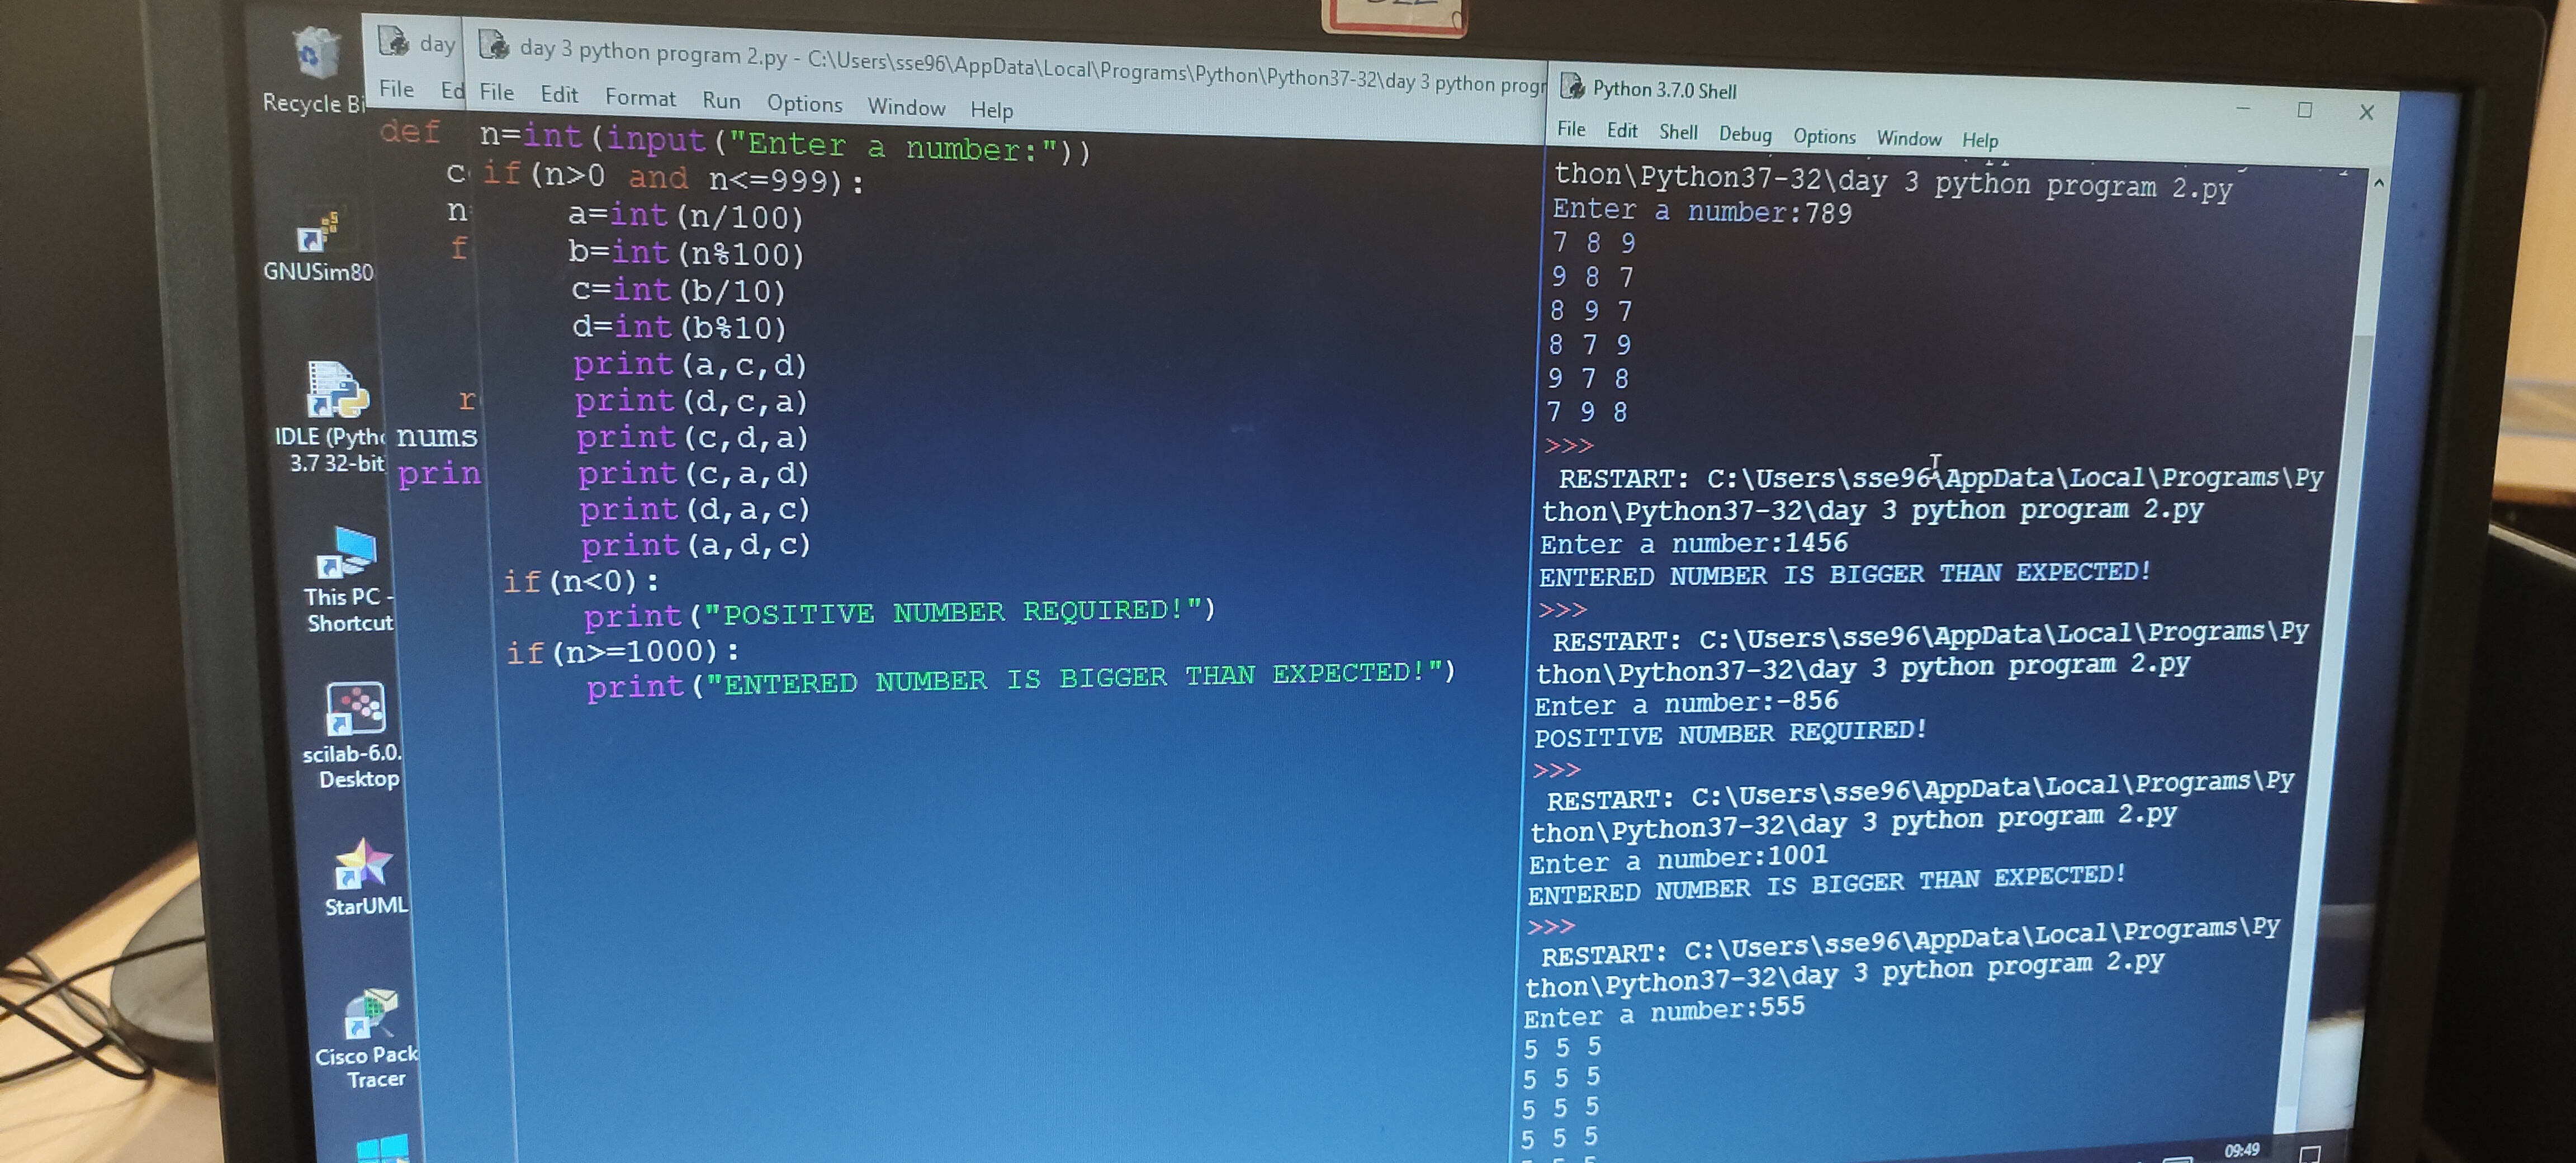 Recycle Bi
GNUSim80
IDLE (Pyth
3.7 32-bit
This PC -
Shortcut
scilab-6.0.
Desktop
StarUML
Cisco Pack
Tracer
day
File Ed
def
c
n
f
r
nums
prin
day 3 python program 2.py - C:\Users\sse96\AppData\Local\Programs\Python\Python37-32\day 3 python progr
File Edit Format Run Options Window Help
n=int(input("Enter a number:"))
if(n>0 and n<=999):
a=int(n/100)
b=int(n%100)
c=int(b/10)
d=int(b%10)
print(a,c,d)
print(d,c,a)
print(c,d,a)
print(c,a,d)
print(d,a,c)
print(a,d,c)
if(n<0):
print("POSITIVE NUMBER REQUIRED!")
if(n>=1000):
print("ENTERED NUMBER IS BIGGER THAN EXPECTED!")
Python 3.7.0 Shell
File Edit Shell Debug Options Window Help
thon\Python37-32\day 3 python program 2.py
Enter a number:789
7 8 9
9 8 7
8 9 7
8 7 9
9 7 8
7 9 8
>>>
RESTART: C:\Users\sse96\AppData\Local\Programs\Py
thon\Python37-32\day 3 python program 2.py
Enter a number:1456
ENTERED NUMBER IS BIGGER THAN EXPECTED!
>>>
RESTART: C:\Users\sse96\AppData\Local\Programs\Py
thon\Python37-32\day 3 python program 2.py
Enter a number:-856
POSITIVE NUMBER REQUIRED!
>>>
RESTART: C:\Users\sse96\AppData\Local\Programs\Py
thon\Python37-32\day 3 python program 2.py
Enter a number:1001
ENTERED NUMBER IS BIGGER THAN EXPECTED!
>>>
RESTART: C:\Users\sse96\AppData\Local\Programs\Py
thon\Python37-32\day 3 python program 2.py
Enter a number:555
5 5 5
5 5 5
5 5 5
5 5 5
09:49